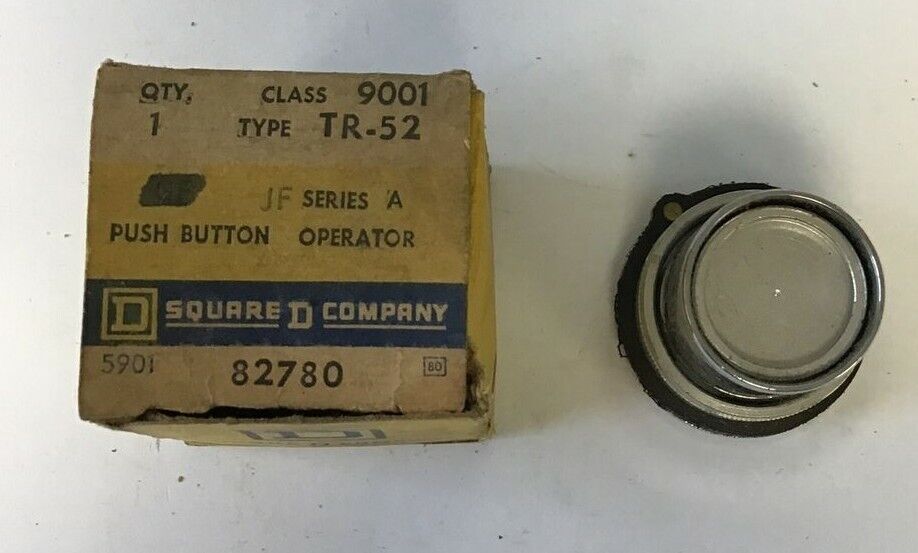 QTY. CLASS 9001
1 TYPE TR-52
JF SERIES A
PUSH BUTTON OPERATOR
D SQUARE D COMPANY
5901 82780 80